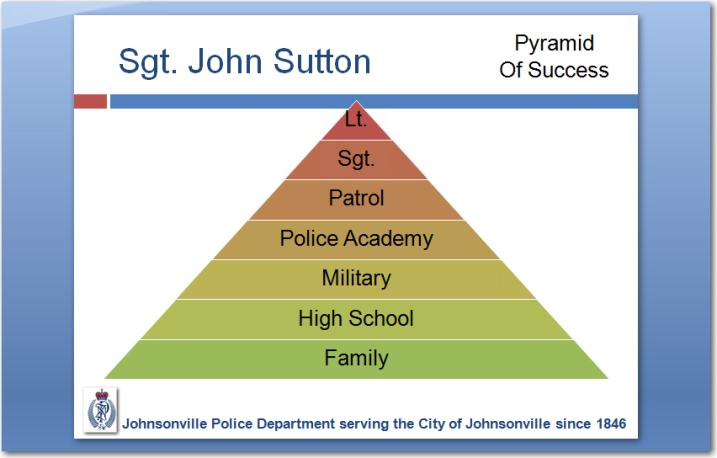 Sgt. John Sutton
Pyramid
Of Success
Lt.
Sgt.
Patrol
Police Academy
Military
High School
Family
Johnsonville Police Department serving the City of Johnsonville since 1846